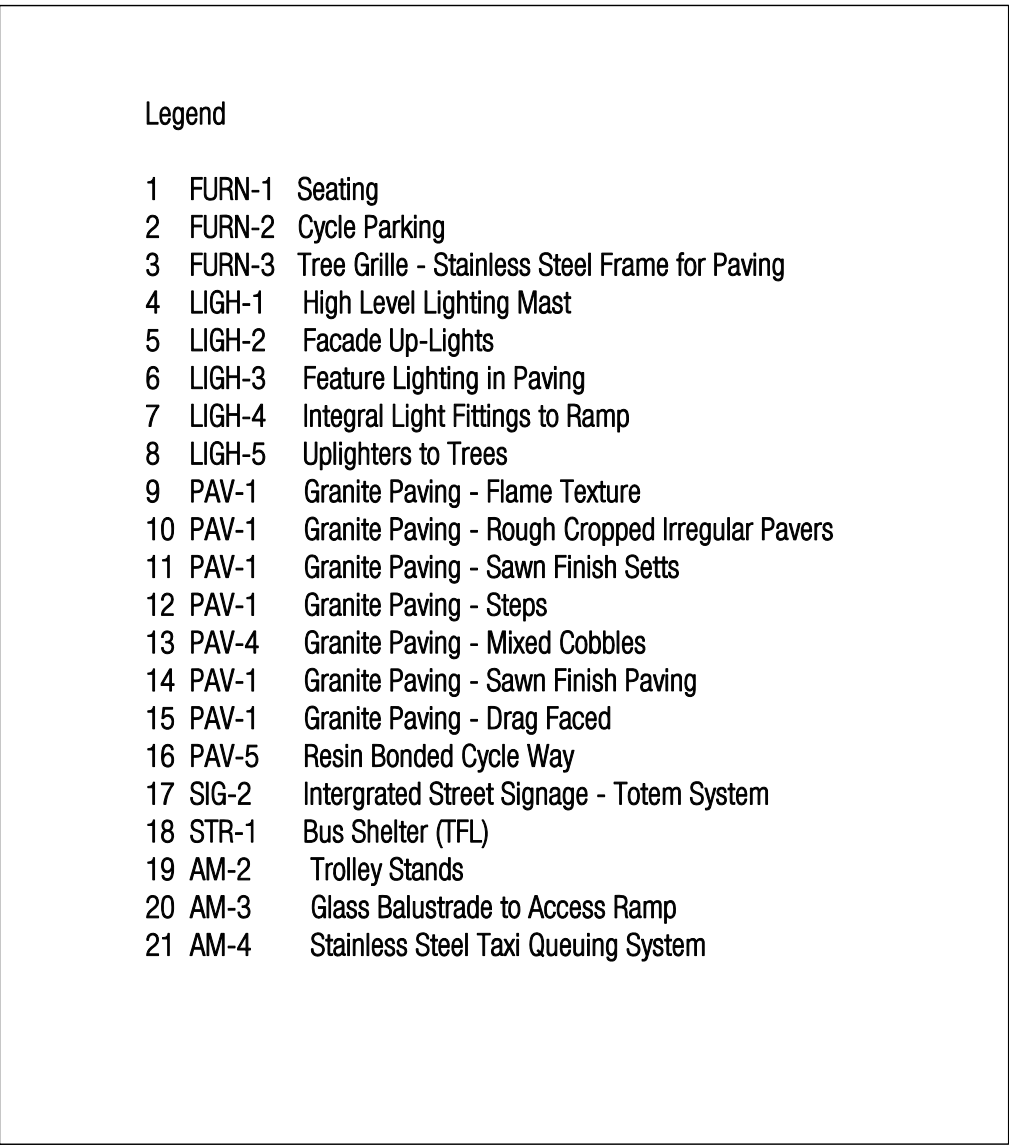 Legend
1 FURN-1 Seating
2 FURN-2 Cycle Parking
3 FURN-3 Tree Grille - Stainless Steel Frame for Paving
4 LIGH-1 High Level Lighting Mast
5 LIGH-2 Facade Up-Lights
6 LIGH-3 Feature Lighting in Paving
7 LIGH-4 Integral Light Fittings to Ramp
8 LIGH-5 Uplighters to Trees
9 PAV-1 Granite Paving - Flame Texture
10 PAV-1 Granite Paving - Rough Cropped Irregular Pavers
11 PAV-1 Granite Paving - Sawn Finish Setts
12 PAV-1 Granite Paving - Steps
13 PAV-4 Granite Paving - Mixed Cobbles
14 PAV-1 Granite Paving - Sawn Finish Paving
15 PAV-1 Granite Paving - Drag Faced
16 PAV-5 Resin Bonded Cycle Way
17 SIG-2 Intergrated Street Signage - Totem System
18 STR-1 Bus Shelter (TFL)
19 AM-2 Trolley Stands
20 AM-3 Glass Balustrade to Access Ramp
21 AM-4 Stainless Steel Taxi Queuing System